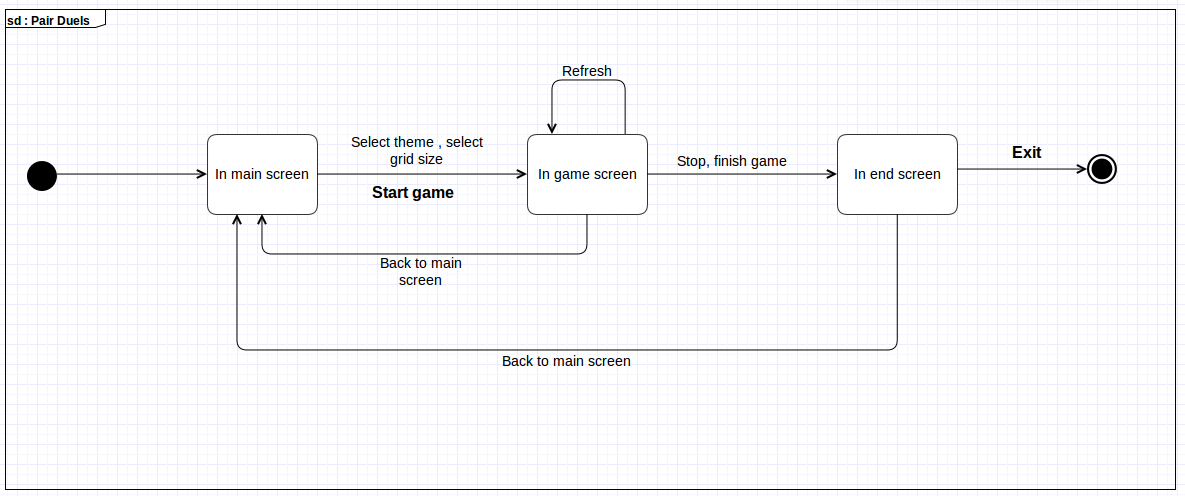 sd : Pair Duels
Refresh
Select theme , select
grid size
Start game
Stop, finish game
Exit
In main screen
In game screen
In end screen
Back to main
screen
Back to main screen